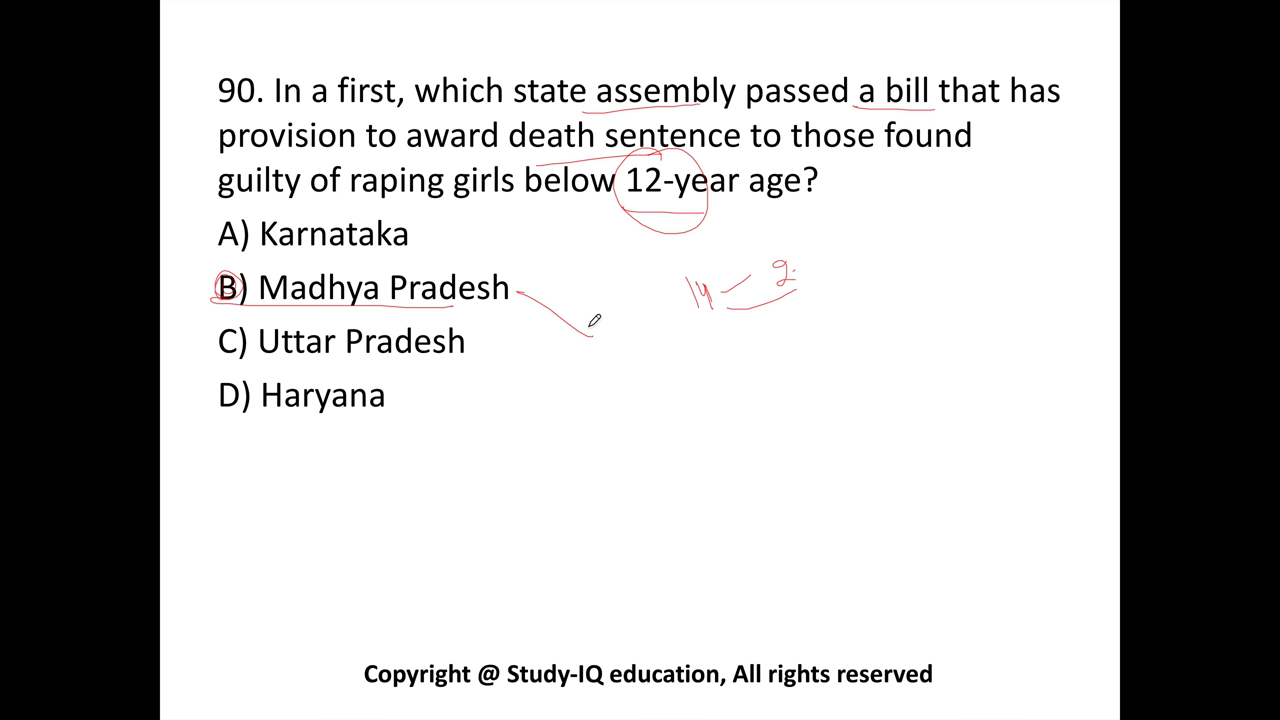 90. In a first, which state assembly passed a bill that has
provision to award death sentence to those found
guilty of raping girls below 12-year age?
A) Karnataka
B) Madhya Pradesh
C) Uttar Pradesh
D) Haryana
Copyright @ Study-IQ education, All rights reserved